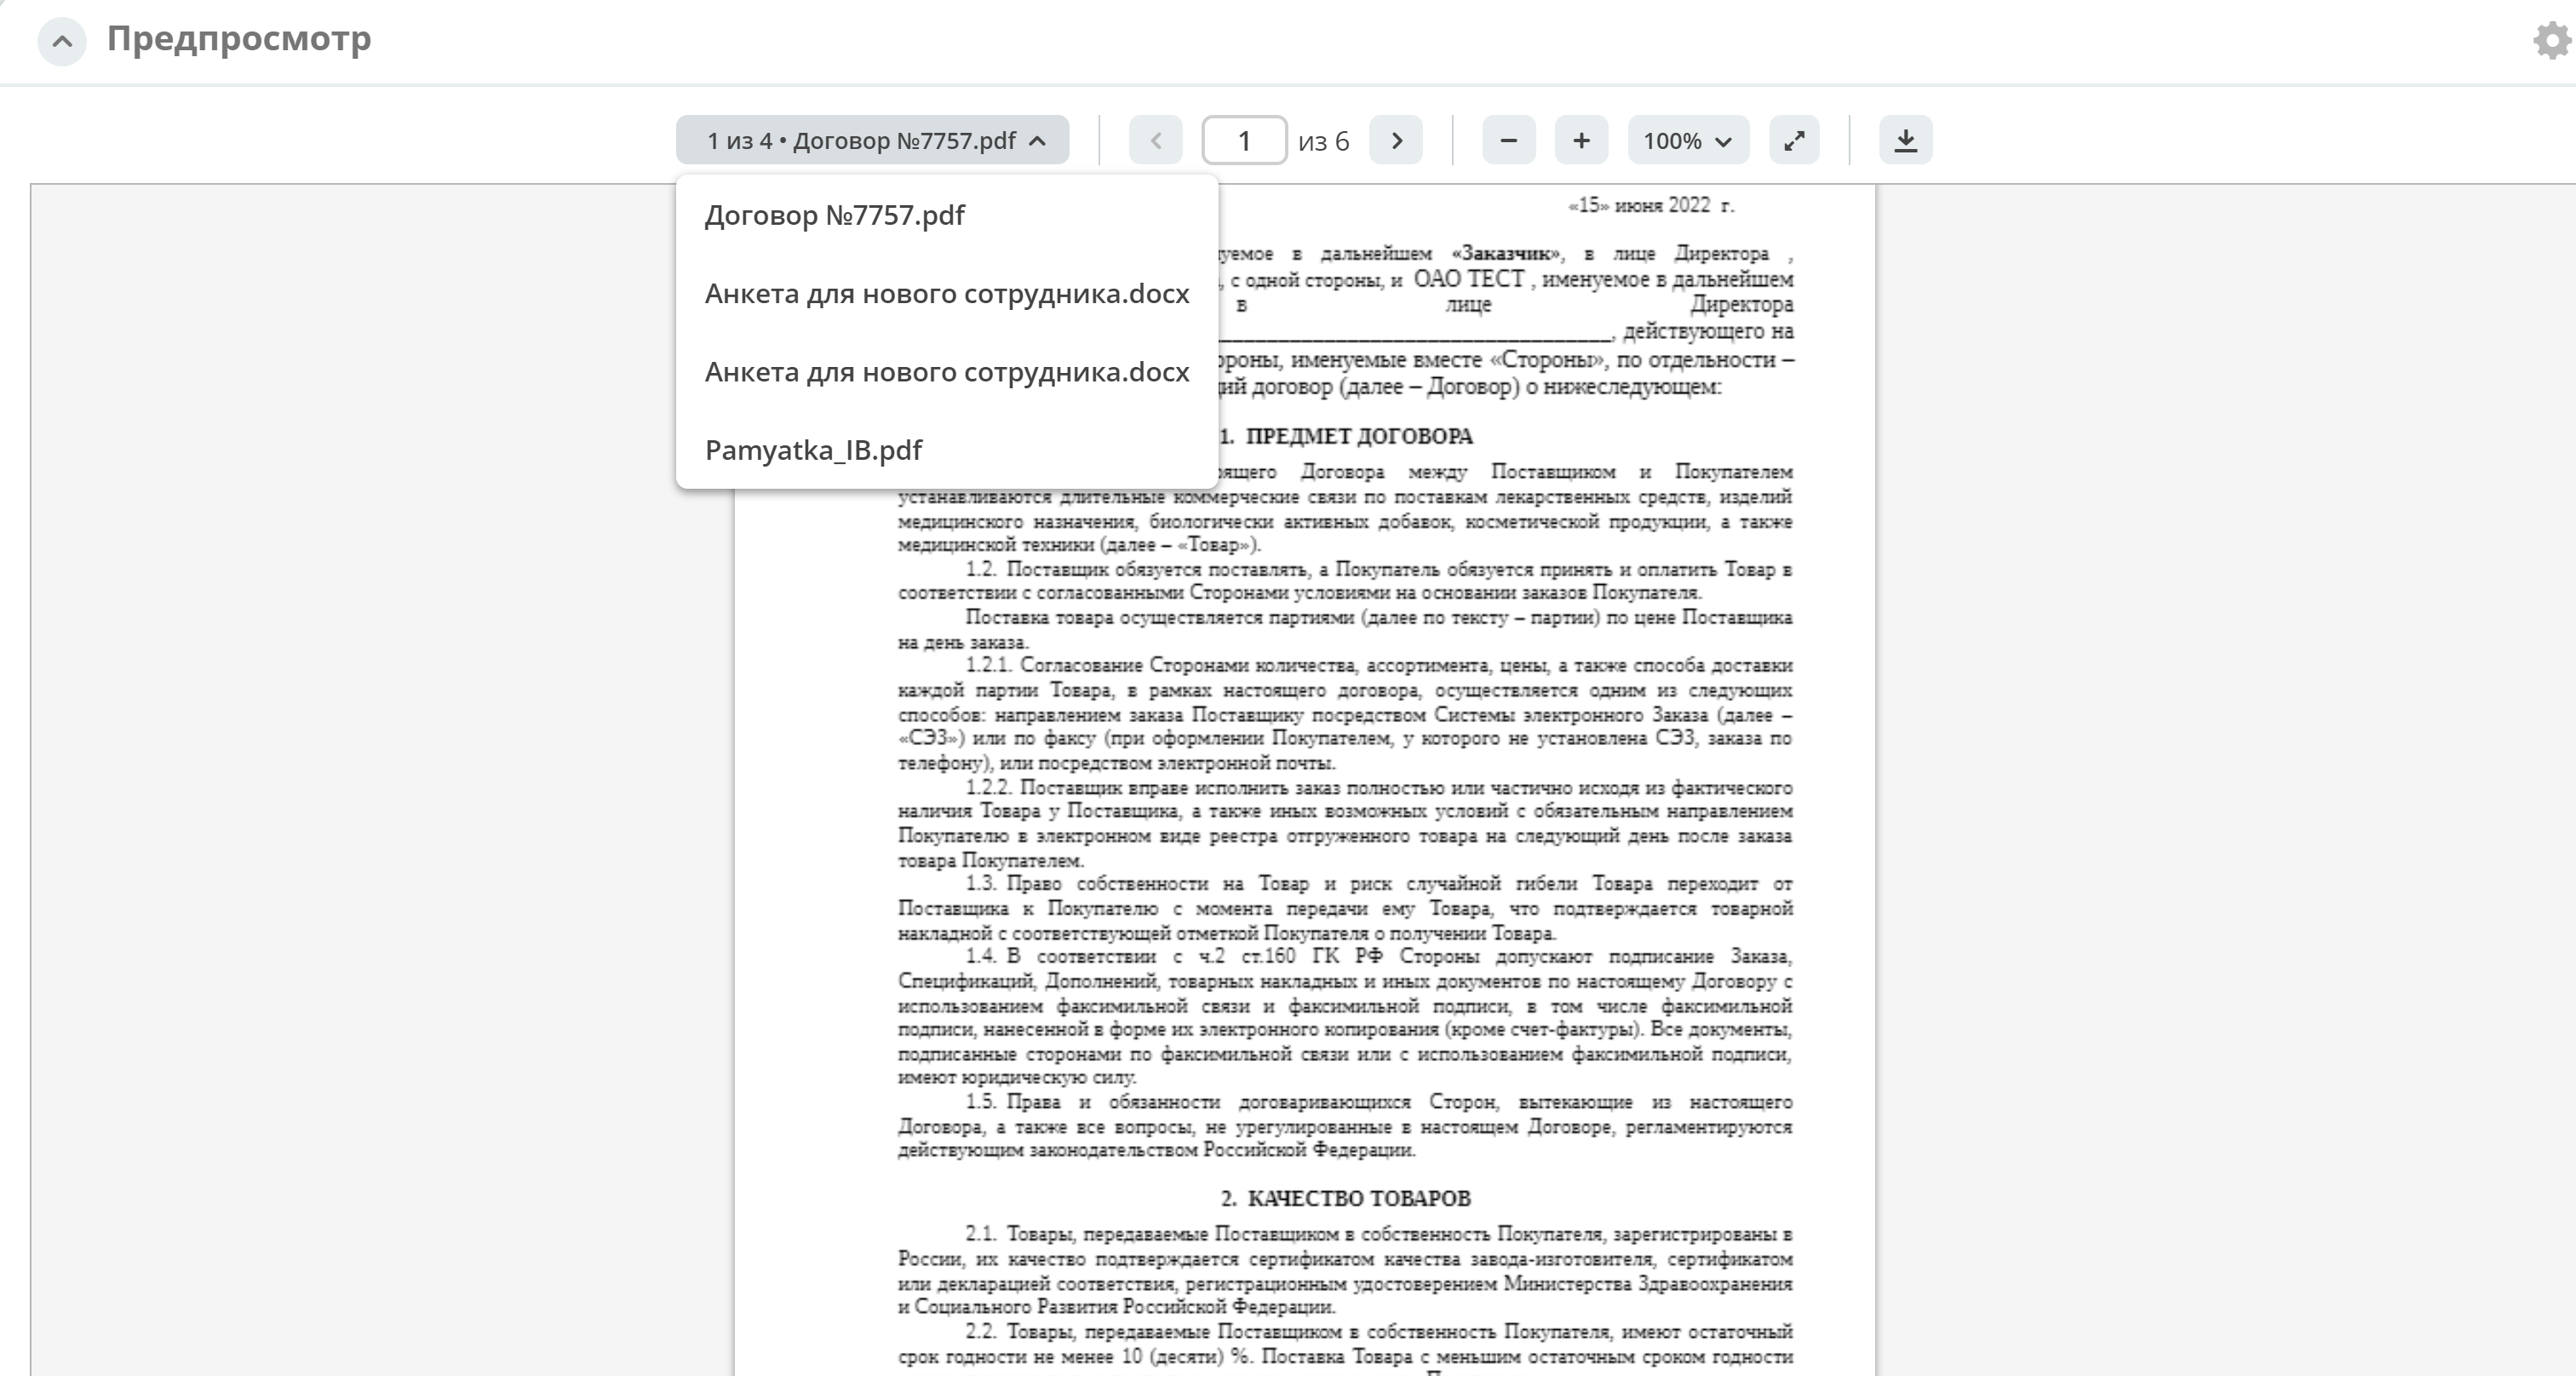 Предпросмотр
1 из 4 • Договор №7757.pdf
1
из 6
100%
Договор №7757.pdf
Анкета для нового сотрудника.docx
Анкета для нового сотрудника.docx
Pamyatka_IB.pdf
«15» июня 2022 г.
в дальнейшем «Заказчик», в лице Директора ,
, с одной стороны, и ОАО ТЕСТ , именуемое в дальнейшем
в лице Директора
, действующего на
именуемые вместе «Стороны», по отдельности –
договор (далее – Договор) о нижеследующем:
1. ПРЕДМЕТ ДОГОВОРА
Договора между Поставщиком и Покупателем
устанавливаются длительные коммерческие связи по поставкам лекарственных средств, изделий
медицинского назначения, биологически активных добавок, косметической продукции, а также
медицинской техники (далее – «Товар»).
1.2. Поставщик обязуется поставлять, а Покупатель обязуется принять и оплатить Товар в
соответствии с согласованными Сторонами условиями на основании заказов Покупателя.
Поставка товара осуществляется партиями (далее по тексту – партии) по цене Поставщика
на день заказа.
1.2.1. Согласование Сторонами количества, ассортимента, цены, а также способа доставки
каждой партии Товара, в рамках настоящего договора, осуществляется одним из следующих
способов: направлением заказа Поставщику посредством Системы электронного Заказа (далее –
«СЭЗ») или по факсу (при оформлении Покупателем, у которого не установлена СЭЗ, заказа по
телефону), или посредством электронной почты.
1.2.2. Поставщик вправе исполнить заказ полностью или частично исходя из фактического
наличия Товара у Поставщика, а также иных возможных условий с обязательным направлением
Покупателю в электронном виде реестра отгруженного товара на следующий день после заказа
товара Покупателем.
1.3. Право собственности на Товар и риск случайной гибели Товара переходит от
Поставщика к Покупателю с момента передачи ему Товара, что подтверждается товарной
накладной с соответствующей отметкой Покупателя о получении Товара.
1.4. В соответствии с ч.2 ст.160 ГК РФ Стороны допускают подписание Заказа,
Спецификаций, Дополнений, товарных накладных и иных документов по настоящему Договору с
использованием факсимильной связи и факсимильной подписи, в том числе факсимильной
подписи, нанесенной в форме их электронного копирования (кроме счет-фактуры). Все документы,
подписанные сторонами по факсимильной связи или с использованием факсимильной подписи,
имеют юридическую силу.
1.5. Права и обязанности договаривающихся Сторон, вытекающие из настоящего
Договора, а также все вопросы, не урегулированные в настоящем Договоре, регламентируются
действующим законодательством Российской Федерации.
2. КАЧЕСТВО ТОВАРОВ
2.1. Товары, передаваемые Поставщиком в собственность Покупателя, зарегистрированы в
России, их качество подтверждается сертификатом качества завода-изготовителя, сертификатом
или декларацией соответствия, регистрационным удостоверением Министерства Здравоохранения
и Социального Развития Российской Федерации.
2.2. Товары, передаваемые Поставщиком в собственность Покупателя, имеют остаточный
срок годности не менее 10 (десяти) %. Поставка Товара с меньшим остаточным сроком годности